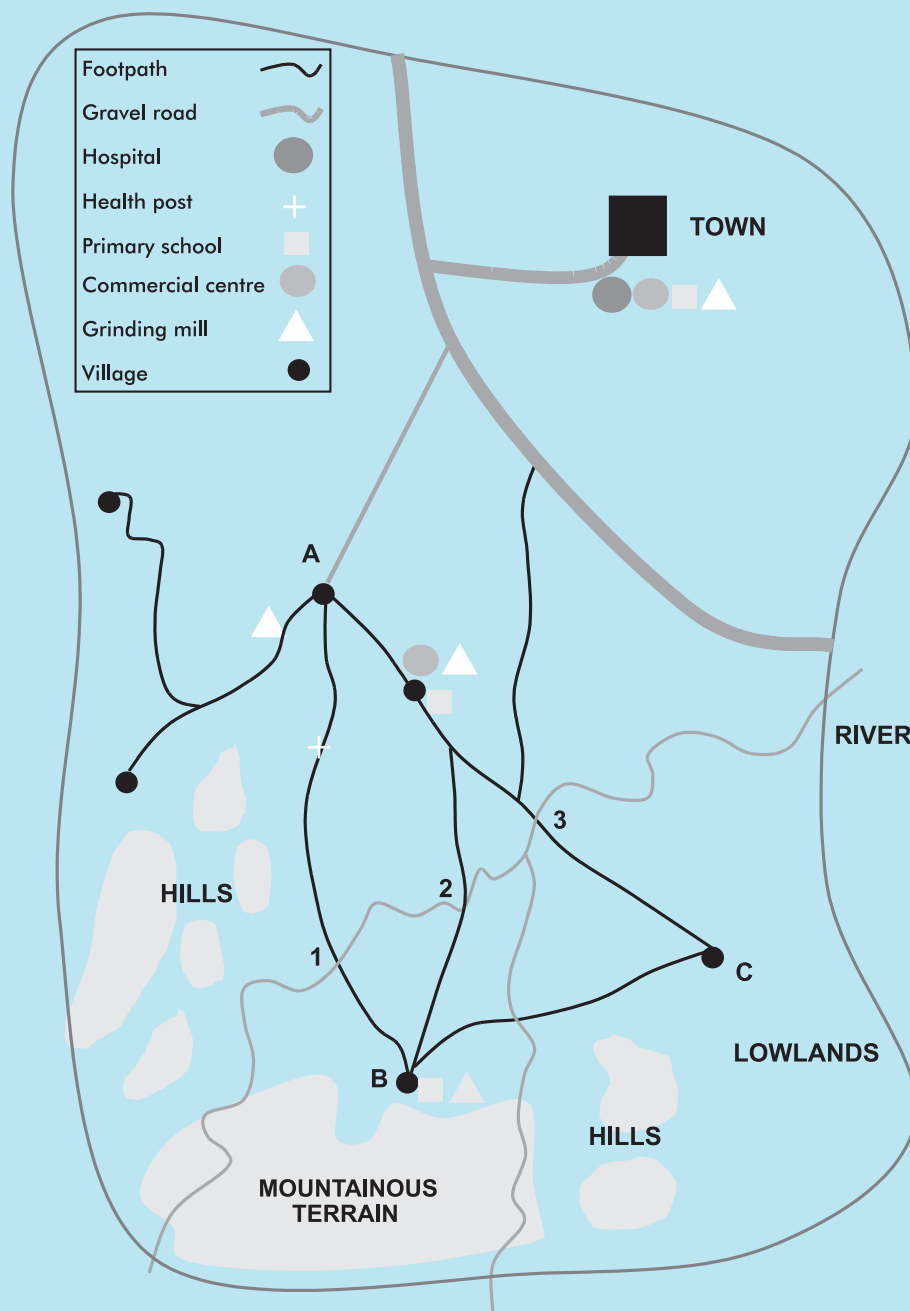 Footpath
Gravel road
Hospital
Health post
Primary school
Commercial centre
Grinding mill
Village
TOWN
A
RIVER
3
2
HILLS
1
C
LOWLANDS
B
HILLS
MOUNTAINOUS
TERRAIN